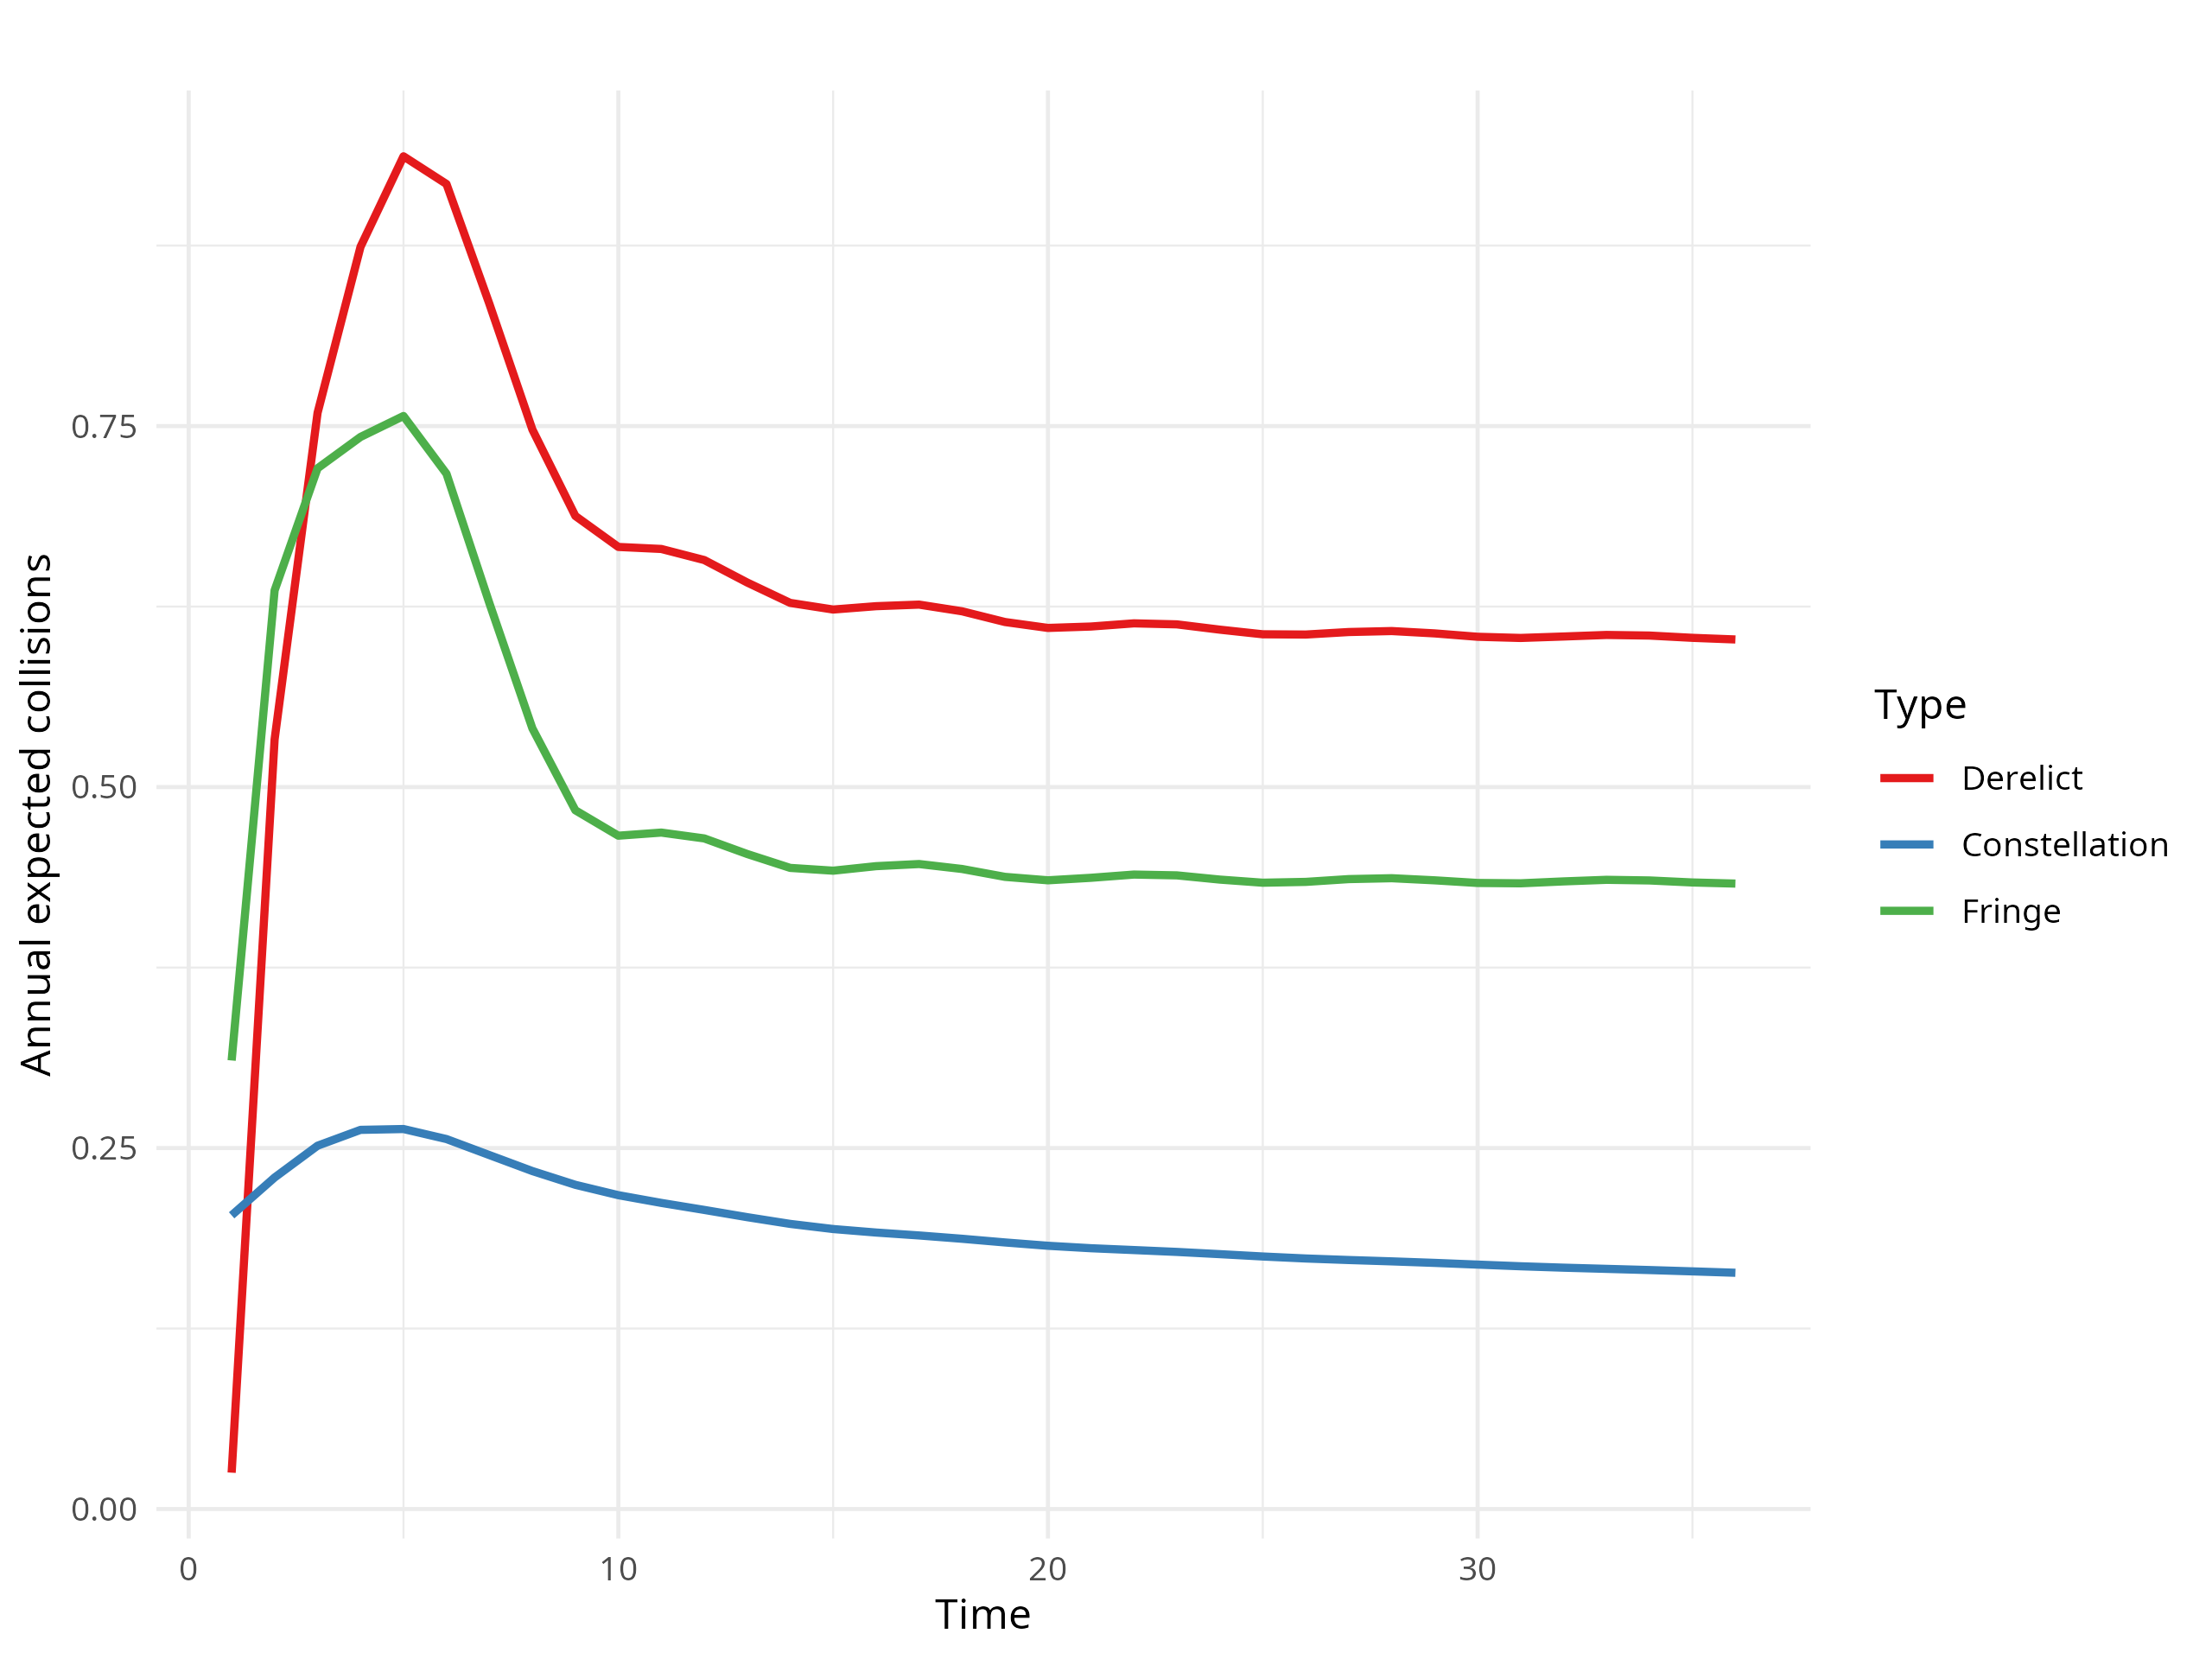 Annual expected collisions
0.75
0.50
0.25
0.00
0
10
20
30
Time
Type
Derelict
Constellation
Fringe